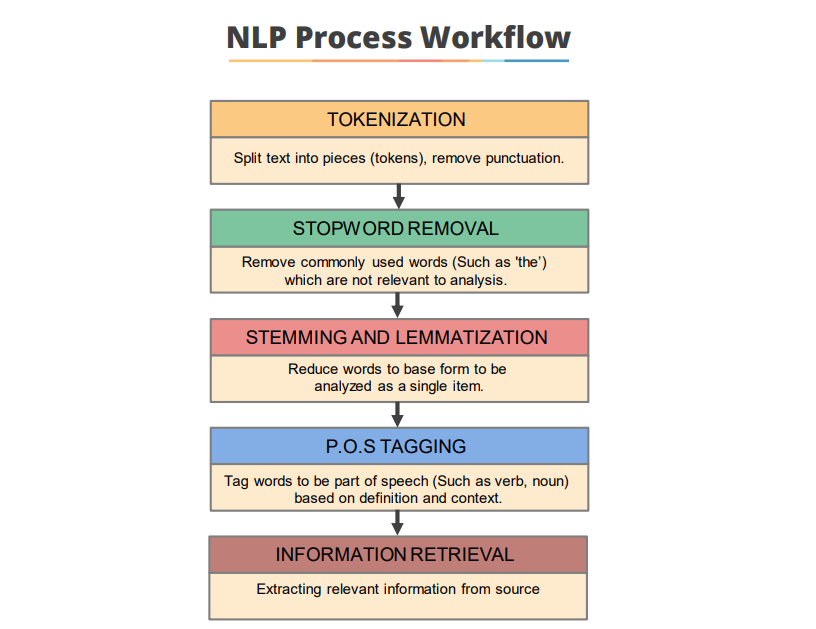 NLP Process Workflow
TOKENIZATION
Split text into pieces (tokens), remove punctuation.
STOPWORD REMOVAL
Remove commonly used words (Such as 'the’)
which are not relevant to analysis.
STEMMING AND LEMMATIZATION
Reduce words to base form to be
analyzed as a single item.
P.O.S TAGGING
Tag words to be part of speech (Such as verb, noun)
based on definition and context.
INFORMATION RETRIEVAL
Extracting relevant information from source